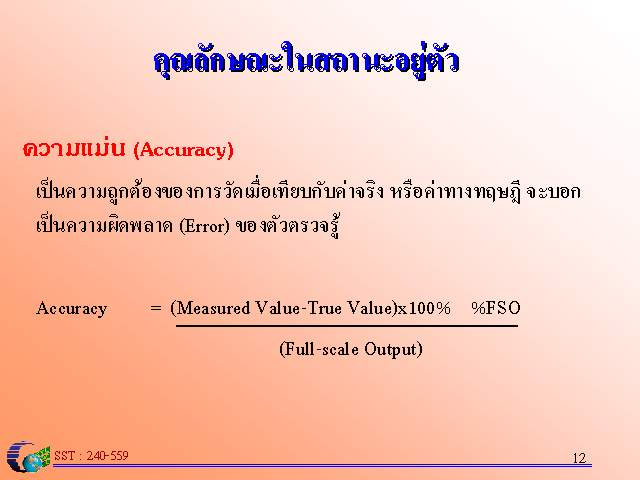 คุณลักษณะในสถานะอยู่ตัว
ความแม่น (Accuracy)
เป็นความถูกต้องของการวัดเมื่อเทียบกับค่าจริง หรือค่าทางทฤษฎี จะบอก
เป็นความผิดพลาด (Error) ของตัวตรวจรู้
Accuracy = (Measured Value-True Value)x100% %FSO
(Full-scale Output)
SST : 240-559
12